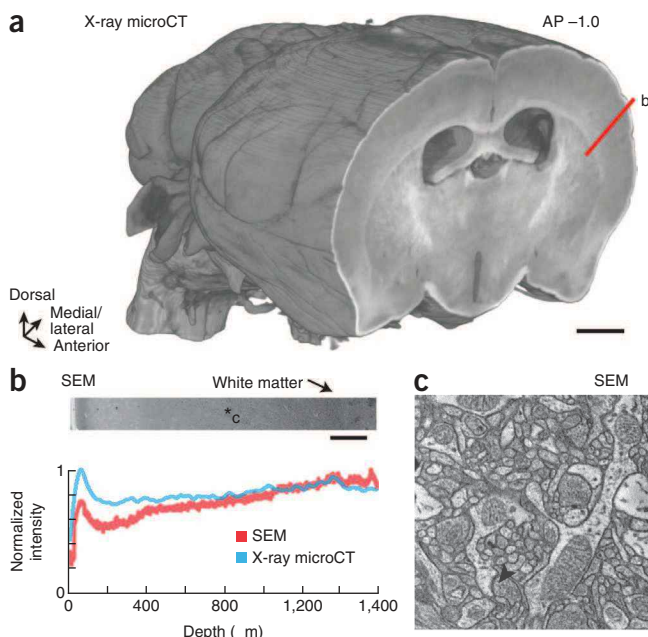 a
X-ray microCT
AP –1.0
b
Dorsal
Medial/
lateral
Anterior
b
SEM
White matter
*c
Normalized
intensity
1
0
SEM
X-ray microCT
0
400
800
1,200
1,400
Depth ( m)
c
SEM